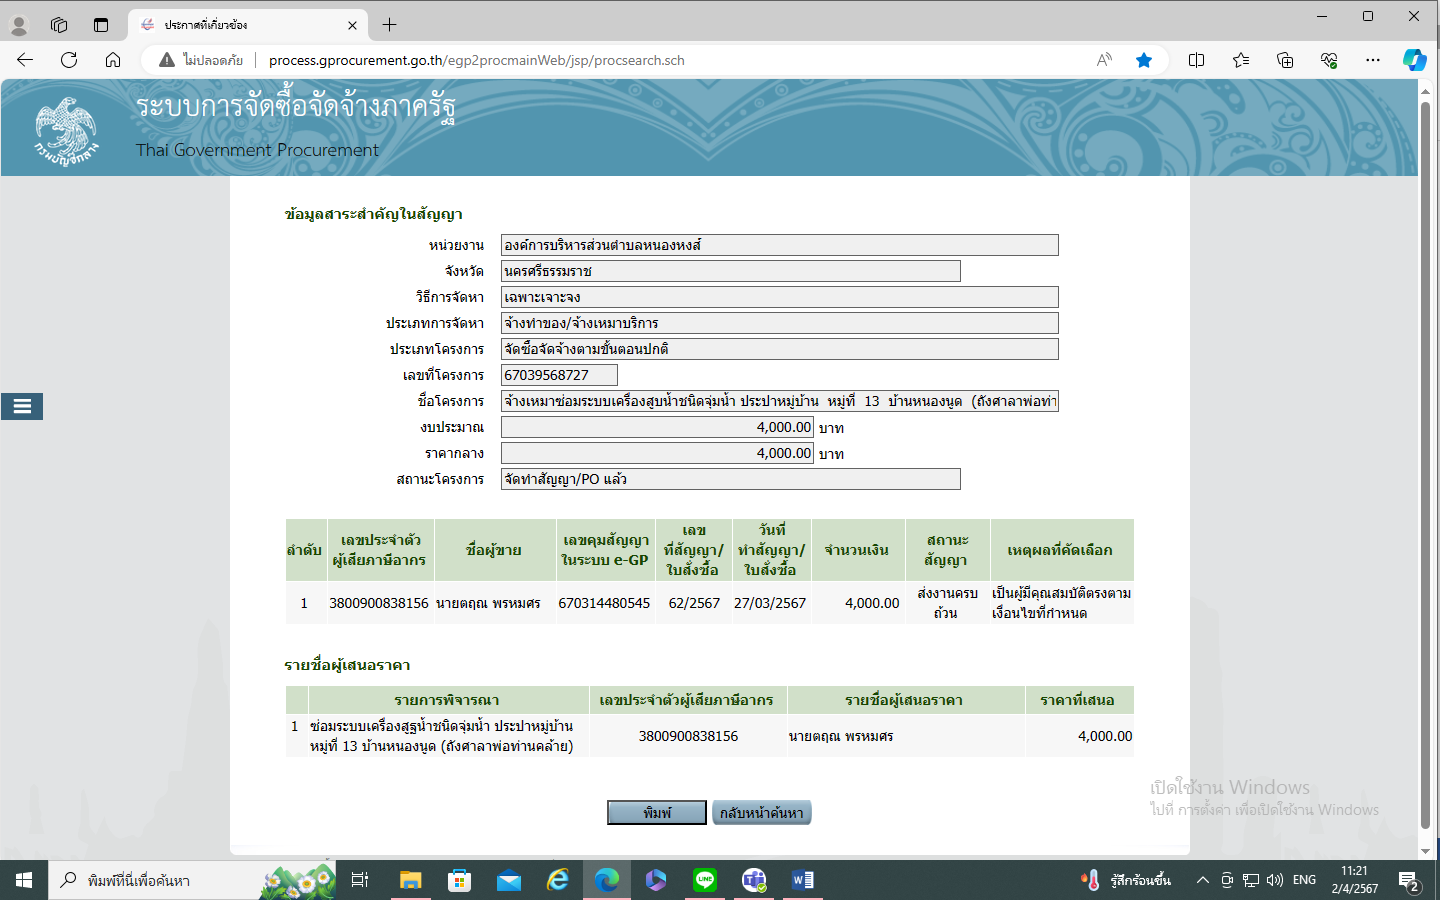 ประกาศที่เกี่ยวข้อง
ไม่ปลอดภัย process.gprocurement.go.th/egp2procmainWeb/jsp/procsearch.sch
ระบบการจัดซื้อจัดจ้างภาครัฐ
Thai Government Procurement
กรมบัญชีกลาง
ข้อมูลสาระสำคัญในสัญญา
หน่วยงาน องค์การบริหารส่วนตำบลหนองหงส์
จังหวัด นครศรีธรรมราช
วิธีการจัดหา เฉพาะเจาะจง
ประเภทการจัดหา จ้างทำของ/จ้างเหมาบริการ
ประเภทโครงการ จัดซื้อจัดจ้างตามขั้นตอนปกติ
เลขที่โครงการ 67039568727
ชื่อโครงการ จ้างเหมาซ่อมระบบเครื่องสูบน้ำชนิดจุ่มน้ำ ประปาหมู่บ้าน หมู่ที่ 13 บ้านหนองนูด (ถังศาลาพ่อท่า
งบประมาณ 4,000.00 บาท
ราคากลาง 4,000.00 บาท
สถานะโครงการ จัดทำสัญญา/PO แล้ว
ลำดับ เลขประจำตัว ผู้เสียภาษีอากร ชื่อผู้ขาย เลขคุมสัญญา ในระบบ e-GP เลข ที่สัญญา/ ใบสั่งซื้อ วันที่ ทำสัญญา/ ใบสั่งซื้อ จำนวนเงิน สถานะ สัญญา เหตุผลที่คัดเลือก
1 3800900838156 นายตฤณ พรหมศร 670314480545 62/2567 27/03/2567 4,000.00 ส่งงานครบ ถ้วน เป็นผู้มีคุณสมบัติตรงตาม เงื่อนไขที่กำหนด
รายชื่อผู้เสนอราคา
รายการพิจารณา เลขประจำตัวผู้เสียภาษีอากร รายชื่อผู้เสนอราคา ราคาที่เสนอ
1 ซ่อมระบบเครื่องสูฐน้ำชนิดจุ่มน้ำ ประปาหมู่บ้าน
หมู่ที่ 13 บ้านหนองนูด (ถังศาลาพ่อท่านคล้าย) 3800900838156 นายตฤณ พรหมศร 4,000.00
พิมพ์ กลับหน้าค้นหา
เปิดใช้งาน Windows
ไปที่ การตั้งค่า เพื่อเปิดใช้งาน Windows
พิมพ์ที่นี่เพื่อค้นหา
LINE
รู้สึกร้อนขึ้น
ENG
11:21
2/4/2567
2